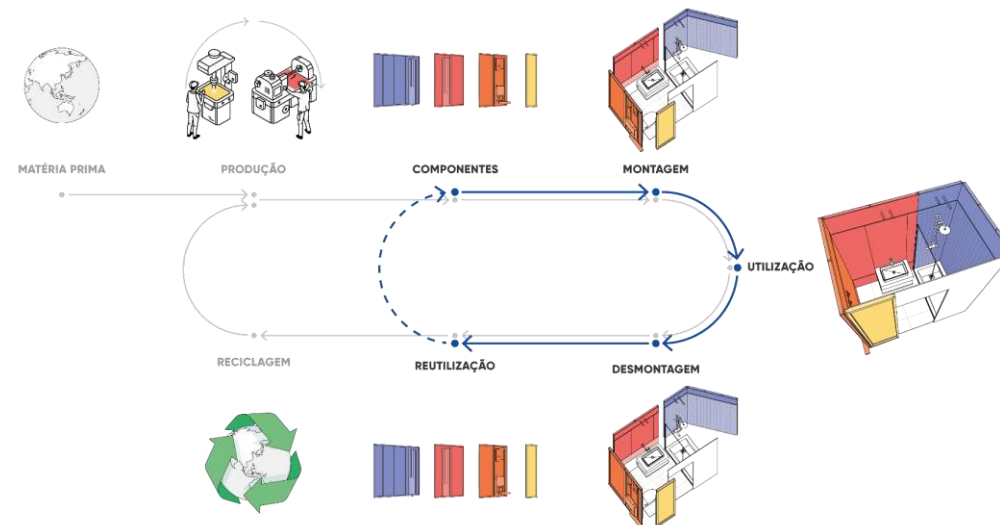 MATÉRIA PRIMA
PRODUÇÃO
COMPONENTES
MONTAGEM
UTILIZAÇÃO
RECICLAGEM
REUTILIZAÇÃO
DESMONTAGEM